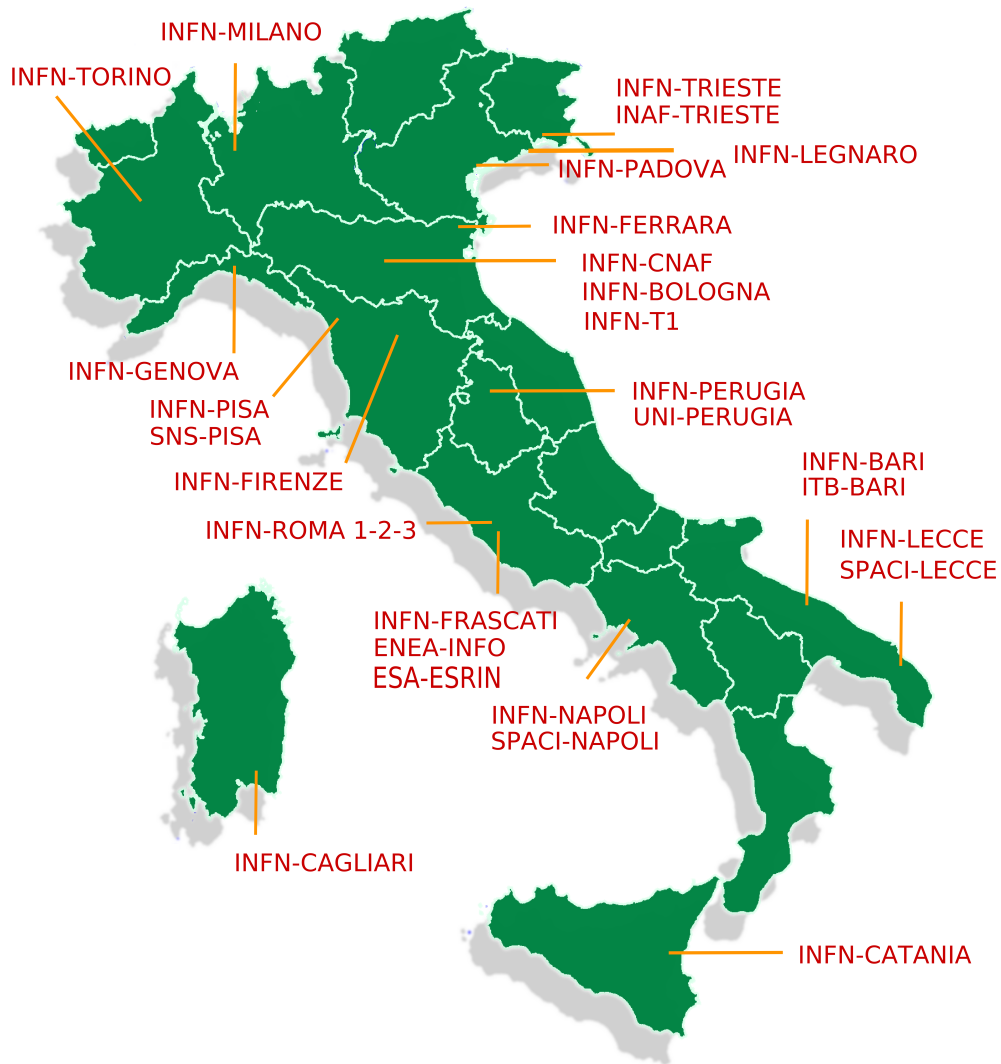 INFN-MILANO
INFN-TORINO
INFN-TRIESTE
INAF-TRIESTE
INFN-LEGNARO
INFN-PADOVA
INFN-FERRARA
INFN-CNAF
INFN-BOLOGNA
INFN-T1
INFN-GENOVA
INFN-PISA
SNS-PISA
INFN-PERUGIA
UNI-PERUGIA
INFN-FIRENZE
INFN-BARI
ITB-BARI
INFN-ROMA 1-2-3
INFN-LECCE
SPACI-LECCE
INFN-FRASCATI
ENEA-INFO
ESA-ESRIN
INFN-NAPOLI
SPACI-NAPOLI
INFN-CAGLIARI
INFN-CATANIA